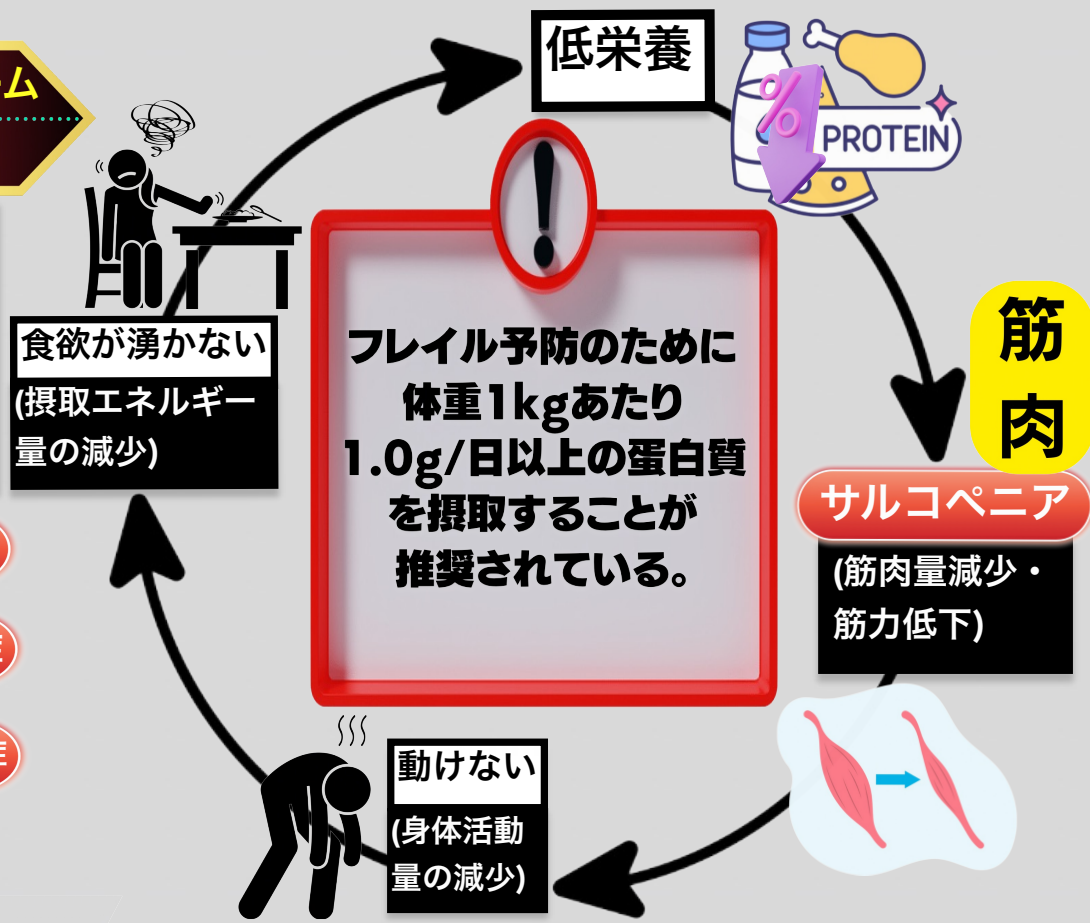 ム
低栄養
%
PROTEIN
!
フレイル予防のために
体重1kgあたり
1.0g/日以上の蛋白質
を摂取することが
推奨されている。
食欲が湧かない
(摂取エネルギー
量の減少)
筋
肉
サルコペニア
(筋肉量減少・
筋力低下)
動けない
(身体活動
量の減少)